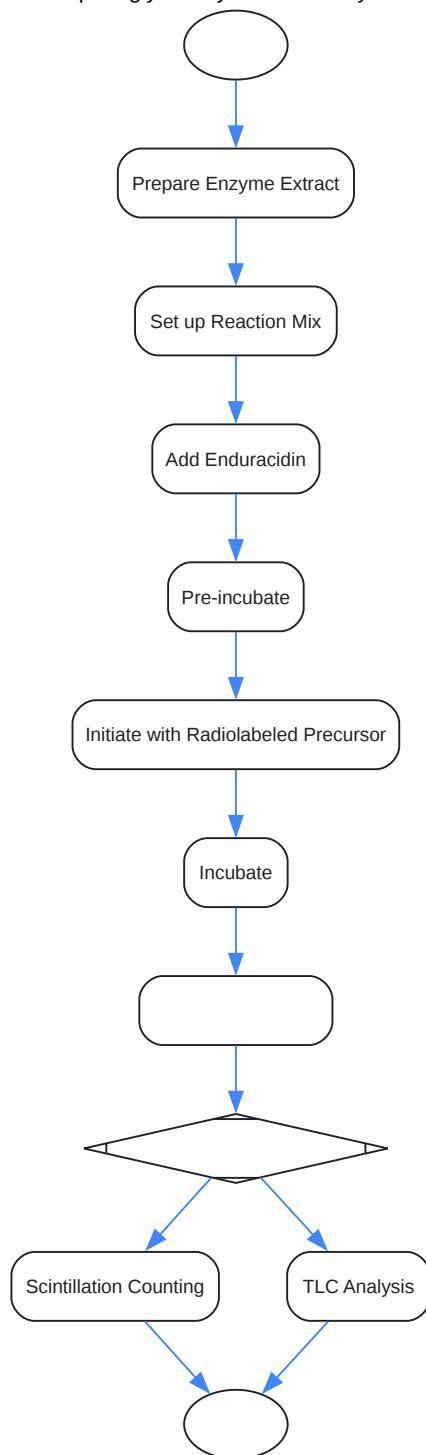 Prepare Enzyme Extract
Set up Reaction Mix
Add Enduracidin
Pre-incubate
Initiate with Radiolabeled Precursor
Incubate
Scintillation Counting
TLC Analysis